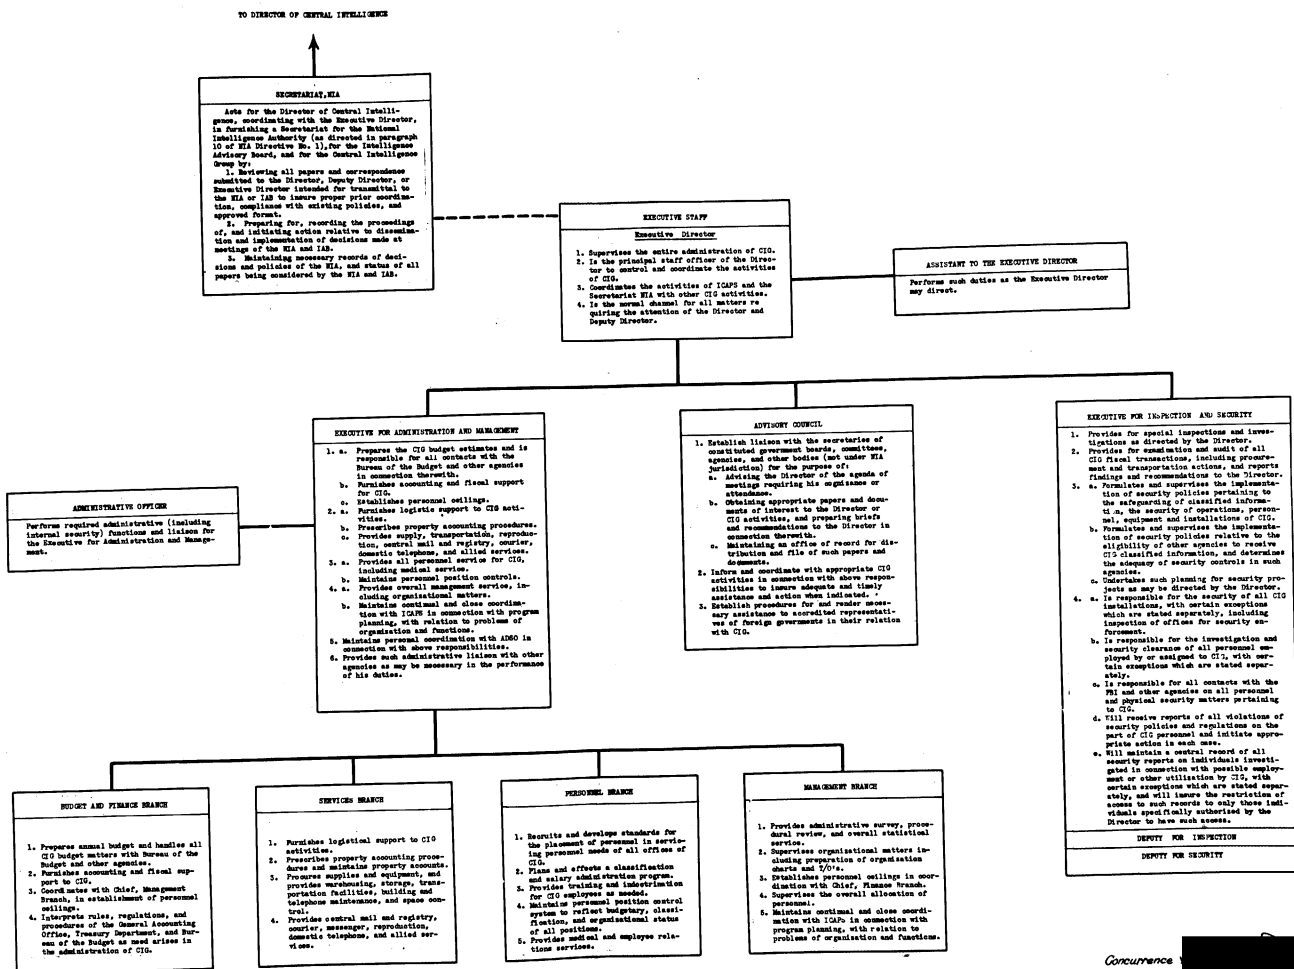 TO DIRECTOR OF CENTRAL INTELLIGENCE
SECRETARIAT, NIA
Acts for the Director of Central Intelli-
gence, coordinating with the Executive Director,
in furnishing a Secretariat for the National
Intelligence Authority (as directed in paragraph
10 of NIA Directive No. 1), for the Intelligence
Advisory Board, and for the Central Intelligence
Group by:
1. Reviewing all papers and correspondence
submitted to the Director, Deputy Director, or
Executive Director intended for transmittal to
the NIA or IAB to insure proper prior coordina-
tion, compliance with existing policies, and
approved format.
2. Preparing for, recording the proceedings
of, and initiating action relative to dissemina-
tion and implementation of decisions made at
meetings of the NIA and IAB.
3. Maintaining necessary records of deci-
sions and policies of the NIA, and status of all
papers being considered by the NIA and IAB.
EXECUTIVE STAFF
Executive Director
1. Supervises the entire administration of CIG.
2. Is the principal staff officer of the Direc-
tor to control and coordinate the activities
of CIG.
3. Coordinates the activities of ICAPS and the
Secretariat NIA with other CIG activities.
4. Is the normal channel for all matters re
quiring the attention of the Director and
Deputy Director.
ASSISTANT TO THE EXECUTIVE DIRECTOR
Performs such duties as the Executive Director
may direct.
ADMINISTRATIVE OFFICER
Performs required administrative (including
internal security) functions and liaison for
the Executive for Administration and Manage-
ment.
EXECUTIVE FOR ADMINISTRATION AND MANAGEMENT
1. a. Prepares the CIG budget estimates and is
responsible for all contacts with the
Bureau of the Budget and other agencies
in connection therewith.
b. Furnishes accounting and fiscal support
for CIG.
c. Establishes personnel ceilings.
2. a. Furnishes logistic support to CIG acti-
vities.
b. Prescribes property accounting procedures.
c. Provides supply, transportation, reproduc-
tion, central mail and registry, courier,
domestic telephone, and allied services.
3. a. Provides all personnel service for CIG,
including medical service.
b. Maintains personnel position controls.
4. a. Provides overall management service, in-
cluding organizational matters.
b. Maintains continual and close coordina-
tion with ICAPS in connection with program
planning, with relation to problems of
organization and functions.
5. Maintains personal coordination with ADSO in
connection with above responsibilities.
6. Provides such administrative liaison with other
agencies as may be necessary in the performance
of his duties.
ADVISORY COUNCIL
1. Establish liaison with the secretaries of
constituted government boards, committees,
agencies, and other bodies (not under NIA
jurisdiction) for the purpose of:
a. Advising the Director of the agenda of
meetings requiring his cognizance or
attendance.
b. Obtaining appropriate papers and docu-
ments of interest to the Director or
CIG activities, and preparing briefs
and recommendations to the Director in
connection therewith.
c. Maintaining an office of record for dis-
tribution and file of such papers and
documents.
2. Inform and coordinate with appropriate CIG
activities in connection with above respon-
sibilities to insure adequate and timely
assistance and action when indicated.
3. Establish procedures for and render neces-
sary assistance to accredited representati-
ves of foreign governments in their relation
with CIG.
EXECUTIVE FOR INSPECTION AND SECURITY
1. Provides for special inspections and inves-
tigations as directed by the Director.
2. Provides for examination and audit of all
CIG fiscal transactions, including procure-
ment and transportation actions, and reports
findings and recommendations to the Director.
3. a. Formulates and supervises the implementa-
tion of security policies pertaining to
the safeguarding of classified informa-
tion, the security of operations, person-
nel, equipment and installations of CIG.
b. Formulates and supervises the implementa-
tion of security policies relative to the
eligibility of other agencies to receive
CIG classified information, and determines
the adequacy of security controls in such
agencies.
c. Undertakes such planning for security pro-
jects as may be directed by the Director.
4. a. Is responsible for the security of all CIG
installations, with certain exceptions
which are stated separately, including
inspection of offices for security en-
forcement.
b. Is responsible for the investigation and
security clearance of all personnel em-
ployed by or assigned to CIG, with cer-
tain exceptions which are stated separ-
ately.
c. Is responsible for all contacts with the
FBI and other agencies on all personnel
and physical security matters pertaining
to CIG.
d. Will receive reports of all violations of
security policies and regulations on the
part of CIG personnel and initiate appro-
priate action in each case.
e. Will maintain a central record of all
security reports on individuals investi-
gated in connection with possible employ-
ment or other utilization by CIG, with
certain exceptions which are stated separ-
ately, and will insure the restriction of
access to such records to only those indi-
viduals specifically authorized by the
Director to have such access.
DEPUTY FOR INSPECTION
DEPUTY FOR SECURITY
BUDGET AND FINANCE BRANCH
1. Prepares annual budget and handles all
CIG budget matters with Bureau of the
Budget and other agencies.
2. Furnishes accounting and fiscal sup-
port to CIG.
3. Coordinates with Chief, Management
Branch, in establishment of personnel
ceilings.
4. Interprets rules, regulations, and
procedures of the General Accounting
Office, Treasury Department, and Bur-
eau of the Budget as need arises in
the administration of CIG.
SERVICES BRANCH
1. Furnishes logistical support to CIG
activities.
2. Prescribes property accounting proce-
dures and maintains property accounts.
3. Procures supplies and equipment, and
provides warehousing, storage, trans-
portation facilities, building and
telephone maintenance, and space con-
trol.
4. Provides central mail and registry,
courier, messenger, reproduction,
domestic telephone, and allied ser-
vices.
PERSONNEL BRANCH
1. Recruits and develops standards for
the placement of personnel in servic-
ing personnel needs of all offices of
CIG.
2. Plans and effects a classification
and salary administration program.
3. Provides training and indoctrination
for CIG employees as needed.
4. Maintains personnel position control
system to reflect budgetary, classi-
fication, and organizational status
of all positions.
5. Provides medical and employee rela-
tions services.
MANAGEMENT BRANCH
1. Provides administrative survey, proce-
dural review, and overall statistical
service.
2. Supervises organizational matters in-
cluding preparation of organization
charts and T/O's.
3. Establishes personnel ceilings in coor-
dination with Chief, Finance Branch.
4. Supervises the overall allocation of
personnel.
5. Maintains continual and close coordi-
nation with ICAPs in connection with
program planning, with relation to
problems of organization and functions.
Concurrence